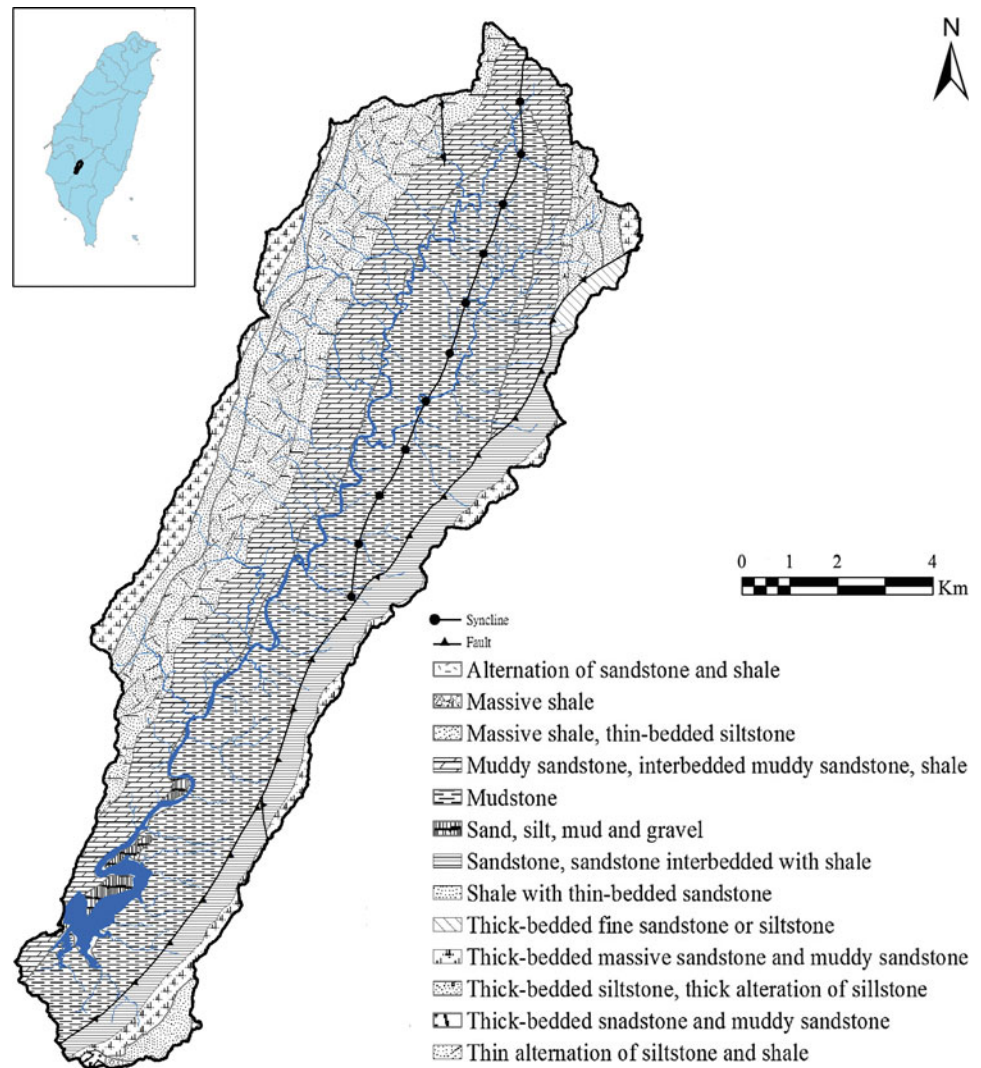 N
0 1 2 4
Km
Syncline
Fault
Alternation of sandstone and shale
Massive shale
Massive shale, thin-bedded siltstone
Muddy sandstone, interbedded muddy sandstone, shale
Mudstone
Sand, silt, mud and gravel
Sandstone, sandstone interbedded with shale
Shale with thin-bedded sandstone
Thick-bedded fine sandstone or siltstone
Thick-bedded massive sandstone and muddy sandstone
Thick-bedded siltstone, thick alteration of sillstone
Thick-bedded snadstone and muddy sandstone
Thin alternation of siltstone and shale